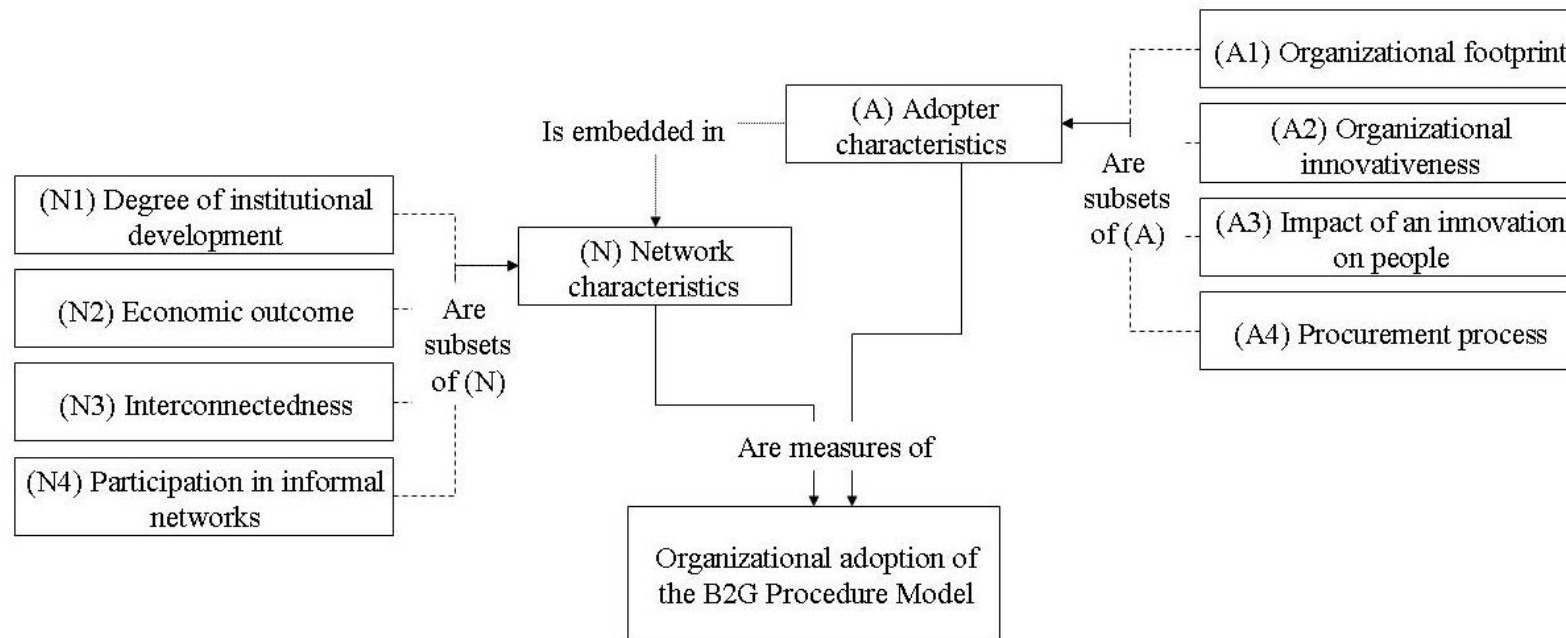 (A1) Organizational footprint
(A) Adopter
characteristics
Is embedded in
(A2) Organizational
innovativeness
Are
subsets
of (A)
(N1) Degree of institutional
development
(A3) Impact of an innovation
on people
(N) Network
characteristics
(N2) Economic outcome
Are
subsets
of (N)
(A4) Procurement process
(N3) Interconnectedness
Are measures of
(N4) Participation in informal
networks
Organizational adoption of
the B2G Procedure Model